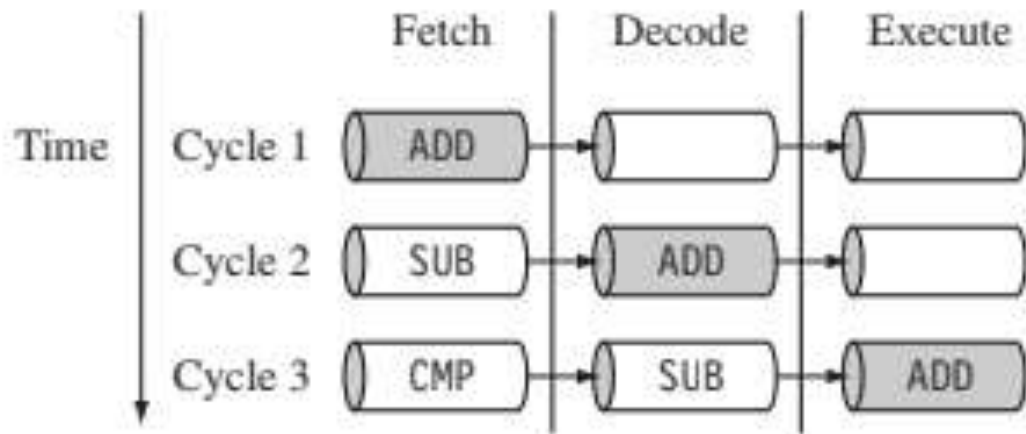 Fetch Decode Execute
Time Cycle 1 ADD
Cycle 2 SUB ADD
Cycle 3 CMP SUB ADD